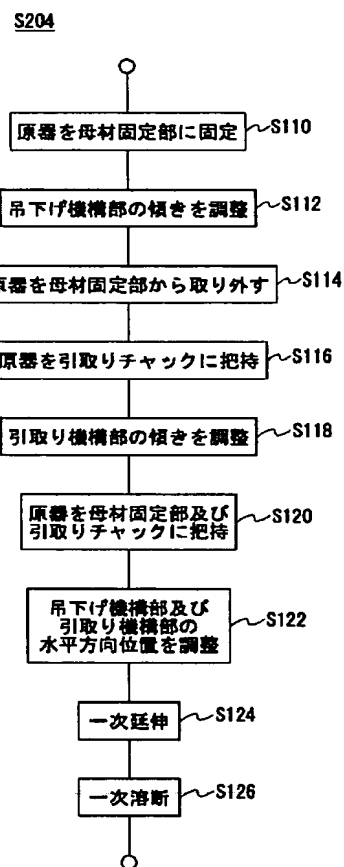 S204
原器を母材固定部に固定 S110
吊下げ機構部の傾きを調整 S112
原器を母材固定部から取り外す S114
原器を引取りチャックに把持 S116
引取り機構部の傾きを調整 S118
原器を母材固定部及び
引取りチャックに把持 S120
吊下げ機構部及び
引取り機構部の
水平方向位置を調整 S122
一次延伸 S124
一次溶断 S126